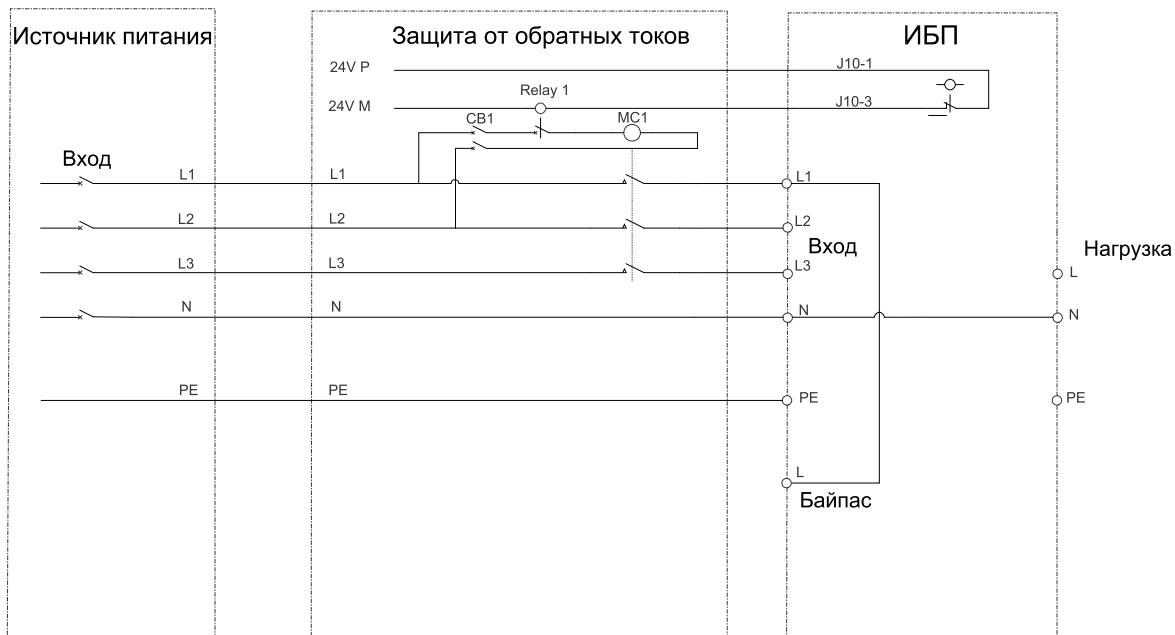 Источник питания
Защита от обратных токов
ИБП
24V P
J10-1
24V M
Relay 1
J10-3
CB1
MC1
Вход
L1
L1
L1
L2
L2
L2
Вход
Нагрузка
L3
L3
L3
L
N
N
N
N
PE
PE
PE
PE
L
Байпас